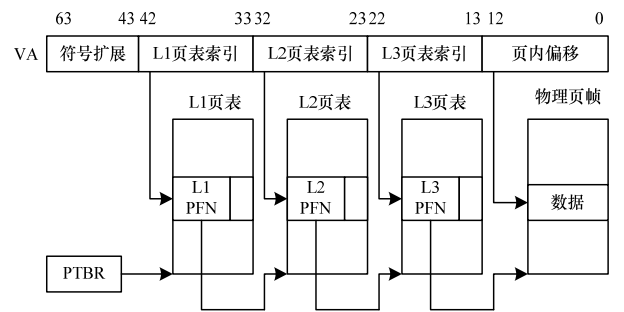 63 43 42 33 32 23 22 13 12 0
VA 符号扩展 L1页表索引 L2页表索引 L3页表索引 页内偏移
L1页表 L2页表 L3页表 物理页帧
L1 L2 L3
PFN PFN PFN 数据
PTBR